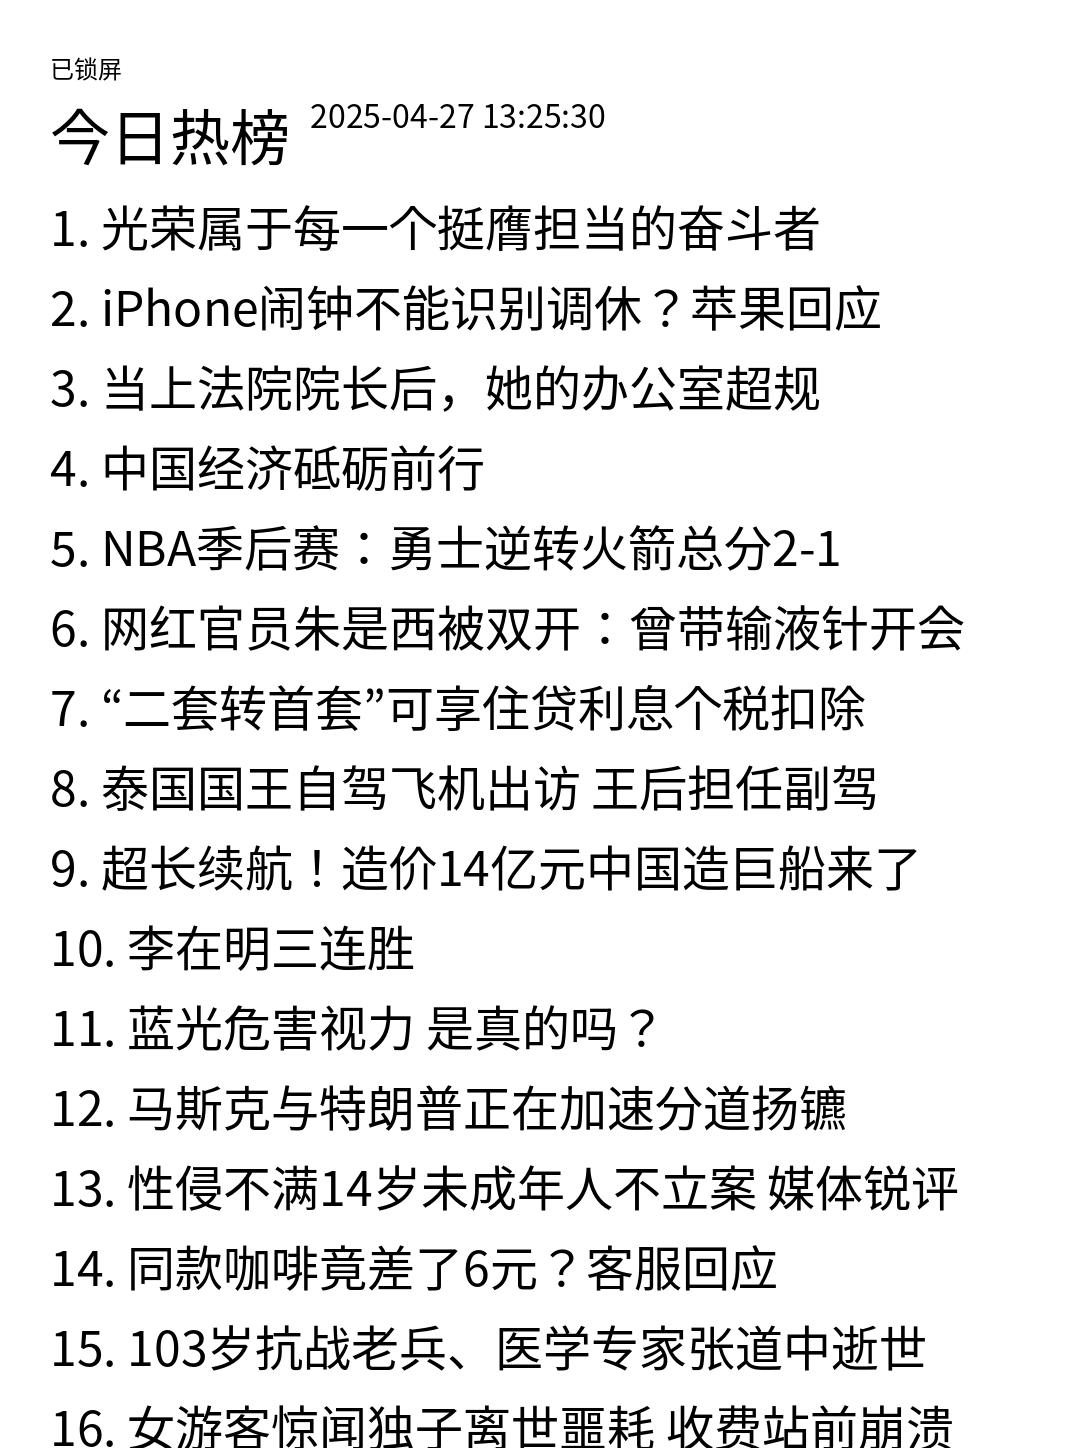 已锁屏
今日热榜 2025-04-27 13:25:30
1. 光荣属于每一个挺膺担当的奋斗者
2. iPhone闹钟不能识别调休？苹果回应
3. 当上法院院长后，她的办公室超规
4. 中国经济砥砺前行
5. NBA季后赛：勇士逆转火箭总分2-1
6. 网红官员朱是西被双开：曾带输液针开会
7. “二套转首套”可享住贷利息个税扣除
8. 泰国国王自驾飞机出访 王后担任副驾
9. 超长续航！造价14亿元中国造巨船来了
10. 李在明三连胜
11. 蓝光危害视力 是真的吗？
12. 马斯克与特朗普正在加速分道扬镳
13. 性侵不满14岁未成年人不立案 媒体锐评
14. 同款咖啡竟差了6元？客服回应
15. 103岁抗战老兵、医学专家张道中逝世
16. 女游客惊闻独子离世噩耗 收费站前崩溃